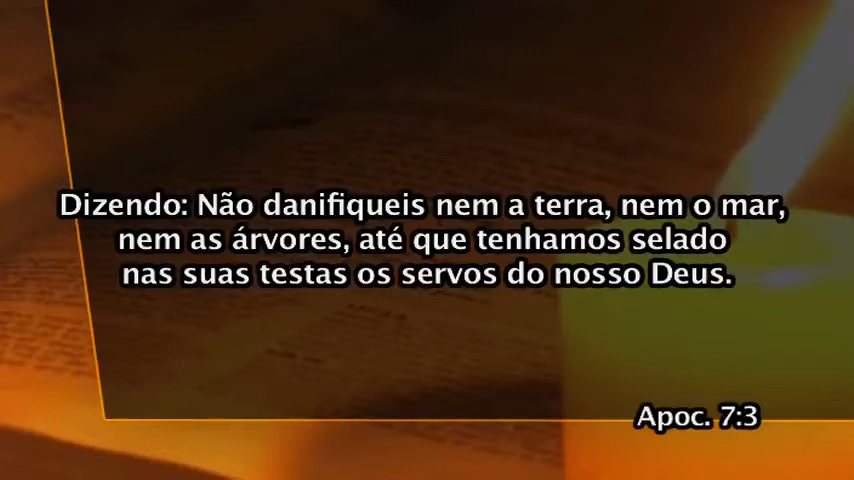 Dizendo: Não danifiqueis nem a terra, nem o mar,
nem as árvores, até que tenhamos selado
nas suas testas os servos do nosso Deus.
Apoc. 7:3